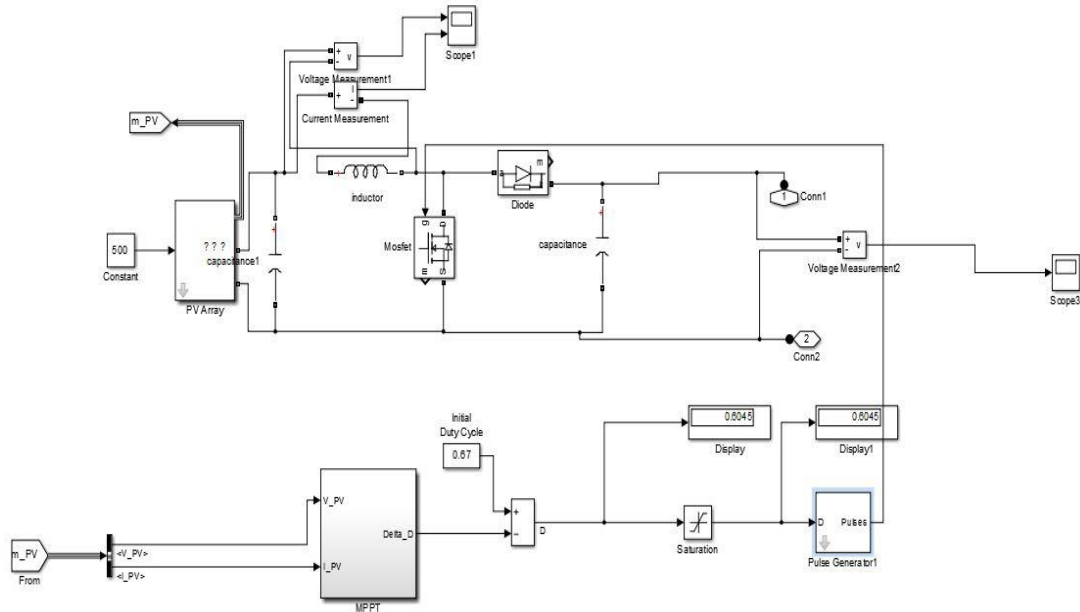 Scope1
+
-
v
Voltage Measurement1
+
I
-
Current Measurement
m_PV
+
inductor
a
m
Diode
1
Conn1
500
Constant
? ? ?
PV Array
+
capacitance1
g
D
Mosfet
m
S
+
capacitance
+
-
v
Voltage Measurement2
Scope3
2
Conn2
Initial
Duty Cycle
0.67
0.6045
Display
0.6045
Display1
V_PV
I_PV
Delta_D
MPPT
+
−
D
Saturation
D
Pulses
Pulse Generator1
m_PV
From
<V_PV>
<I_PV>